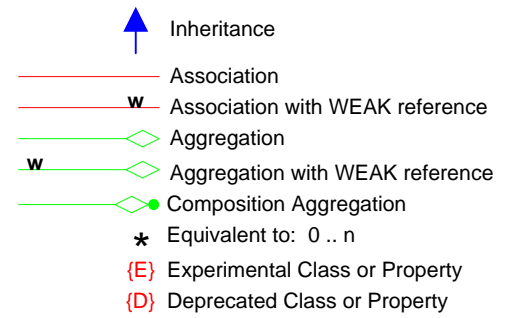 Inheritance
Association
w Association with WEAK reference
Aggregation
w Aggregation with WEAK reference
Composition Aggregation
* Equivalent to: 0 .. n
{E} Experimental Class or Property
{D} Deprecated Class or Property